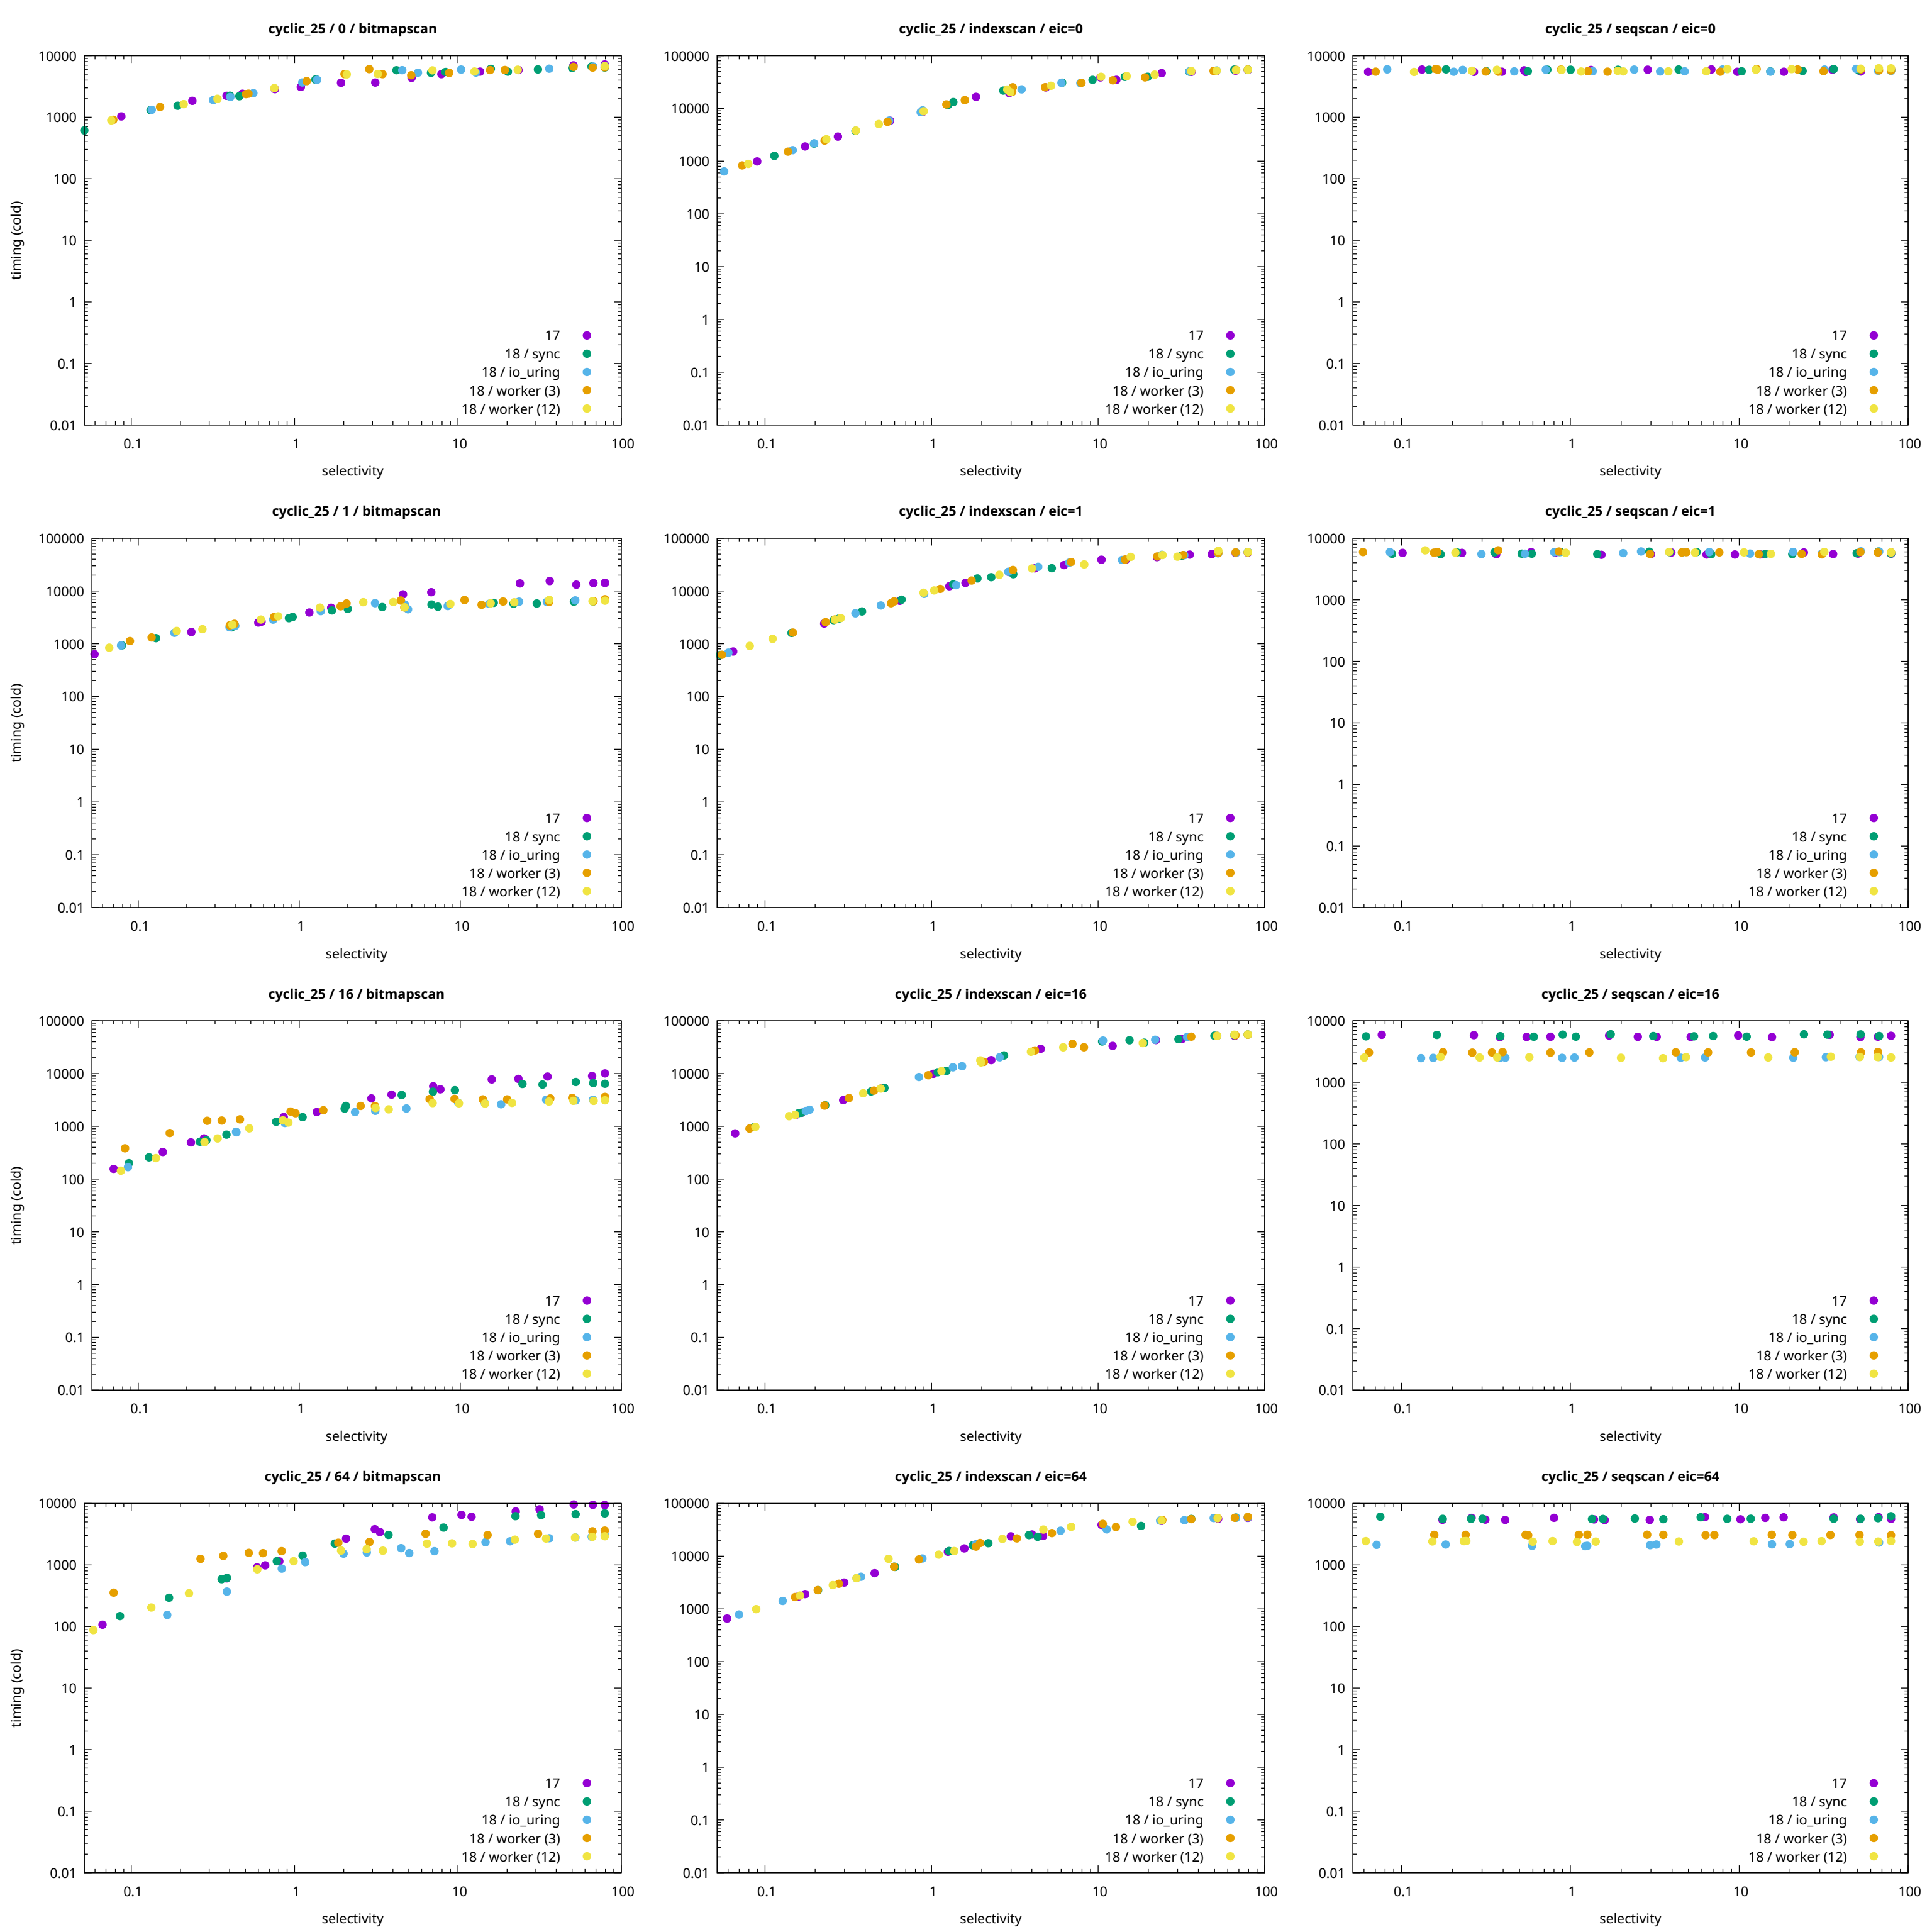 cyclic_25 / 0 / bitmapscan
10000
1000
100
10
1
0.1
0.01
timing (cold)
0.1
1
10
100
selectivity
17
18 / sync
18 / io_uring
18 / worker (3)
18 / worker (12)
cyclic_25 / indexscan / eic=0
100000
10000
1000
100
10
1
0.1
0.01
0.1
1
10
100
selectivity
17
18 / sync
18 / io_uring
18 / worker (3)
18 / worker (12)
cyclic_25 / seqscan / eic=0
10000
1000
100
10
1
0.1
0.01
0.1
1
10
100
selectivity
17
18 / sync
18 / io_uring
18 / worker (3)
18 / worker (12)
cyclic_25 / 1 / bitmapscan
100000
10000
1000
100
10
1
0.1
0.01
timing (cold)
0.1
1
10
100
selectivity
17
18 / sync
18 / io_uring
18 / worker (3)
18 / worker (12)
cyclic_25 / indexscan / eic=1
100000
10000
1000
100
10
1
0.1
0.01
0.1
1
10
100
selectivity
17
18 / sync
18 / io_uring
18 / worker (3)
18 / worker (12)
cyclic_25 / seqscan / eic=1
10000
1000
100
10
1
0.1
0.01
0.1
1
10
100
selectivity
17
18 / sync
18 / io_uring
18 / worker (3)
18 / worker (12)
cyclic_25 / 16 / bitmapscan
100000
10000
1000
100
10
1
0.1
0.01
timing (cold)
0.1
1
10
100
selectivity
17
18 / sync
18 / io_uring
18 / worker (3)
18 / worker (12)
cyclic_25 / indexscan / eic=16
100000
10000
1000
100
10
1
0.1
0.01
0.1
1
10
100
selectivity
17
18 / sync
18 / io_uring
18 / worker (3)
18 / worker (12)
cyclic_25 / seqscan / eic=16
10000
1000
100
10
1
0.1
0.01
0.1
1
10
100
selectivity
17
18 / sync
18 / io_uring
18 / worker (3)
18 / worker (12)
cyclic_25 / 64 / bitmapscan
10000
1000
100
10
1
0.1
0.01
timing (cold)
0.1
1
10
100
selectivity
17
18 / sync
18 / io_uring
18 / worker (3)
18 / worker (12)
cyclic_25 / indexscan / eic=64
100000
10000
1000
100
10
1
0.1
0.01
0.1
1
10
100
selectivity
17
18 / sync
18 / io_uring
18 / worker (3)
18 / worker (12)
cyclic_25 / seqscan / eic=64
10000
1000
100
10
1
0.1
0.01
0.1
1
10
100
selectivity
17
18 / sync
18 / io_uring
18 / worker (3)
18 / worker (12)